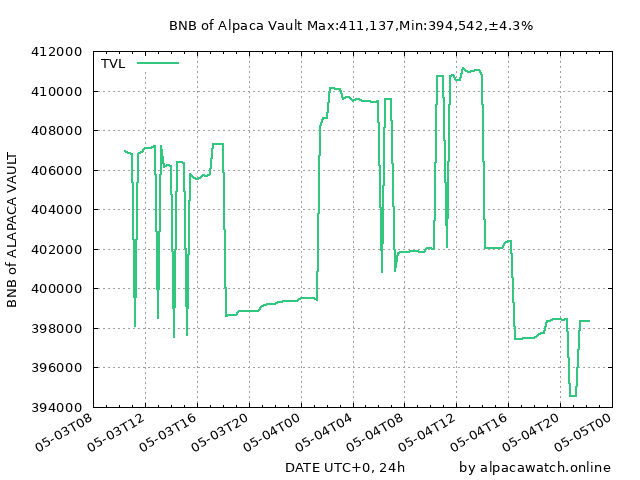 BNB of Alpaca Vault Max:411,137,Min:394,542,±4.3%
TVL
412000
410000
408000
406000
404000
402000
400000
398000
396000
394000
BNB of ALAPACA VAULT
05-03T08
05-03T12
05-03T16
05-03T20
05-04T00
05-04T04
05-04T08
05-04T12
05-04T16
05-04T20
05-05T00
DATE UTC+0, 24h
by alpacawatch.online